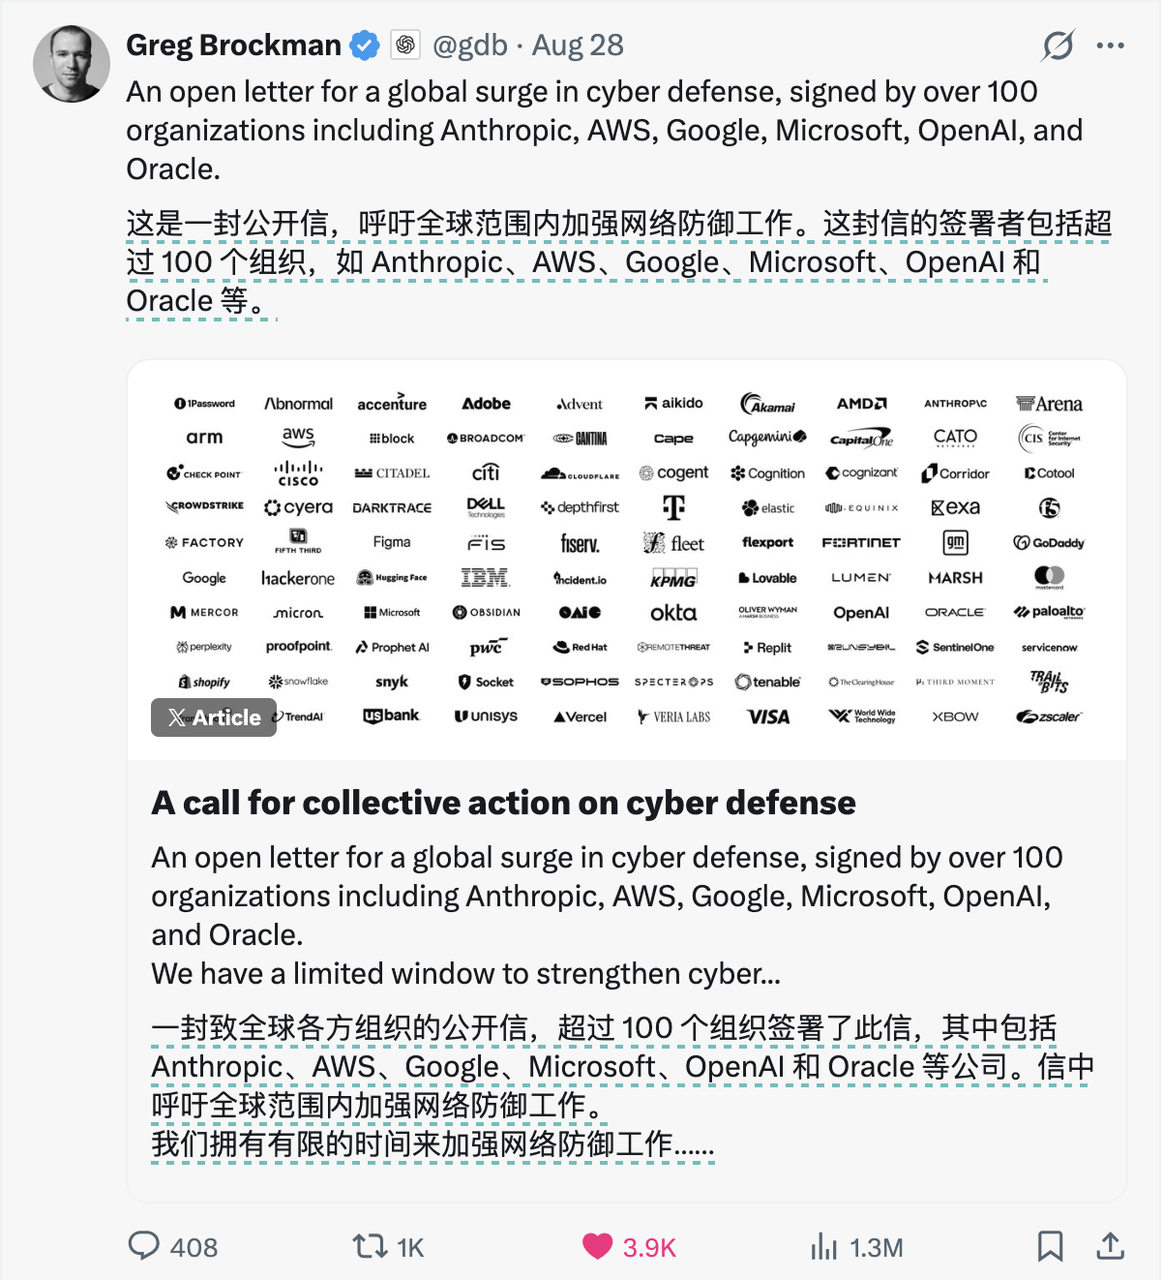 Greg Brockman @gdb · Aug 28
An open letter for a global surge in cyber defense, signed by over 100
organizations including Anthropic, AWS, Google, Microsoft, OpenAI, and
Oracle.
这是一封公开信，呼吁全球范围内加强网络防御工作。这封信的签署者包括超
过 100 个组织，如 Anthropic、AWS、Google、Microsoft、OpenAI 和
Oracle 等。
1Password /\bnormal accenture Adobe Advent aikido Akamai AMD ANTHROP\C Arena
arm aws block BROADCOM CANTINA cape Capgemini Capital One CATO NETWORKS CIS Center for Internet Security
CHECK POINT CISCO CITADEL citi CLOUDFLARE cogent Cognition cognizant Corridor Cotool
CROWDSTRIKE cyera DARKTRACE DELL Technologies depthfirst T elastic EQUINIX exa f5
FACTORY FIFTH THIRD Figma FIS fiserv. fleet flexport FORTINET gm GoDaddy
Google hackerone Hugging Face IBM incident.io KPMG Lovable LUMEN MARSH mastercard
MERCOR micron Microsoft OBSIDIAN okta OLIVER WYMAN A MARSH BUSINESS OpenAI ORACLE paloalto NETWORKS
perplexity proofpoint Prophet AI pwc Red Hat REMOTETHREAT Replit RUNSYBIL SentinelOne servicenow
shopify snowflake snyk Socket SOPHOS SPECTEROPS tenable The Clearing House THIRD MOMENT TRAIL OF BITS
TrendAI usbank UNISYS Vercel VERIA LABS VISA World Wide Technology XBOW zscaler
X Article
A call for collective action on cyber defense
An open letter for a global surge in cyber defense, signed by over 100
organizations including Anthropic, AWS, Google, Microsoft, OpenAI,
and Oracle.
We have a limited window to strengthen cyber...
一封致全球各方组织的公开信，超过 100 个组织签署了此信，其中包括
Anthropic、AWS、Google、Microsoft、OpenAI 和 Oracle 等公司。信中
呼吁全球范围内加强网络防御工作。
我们拥有有限的时间来加强网络防御工作......
408 1K 3.9K 1.3M